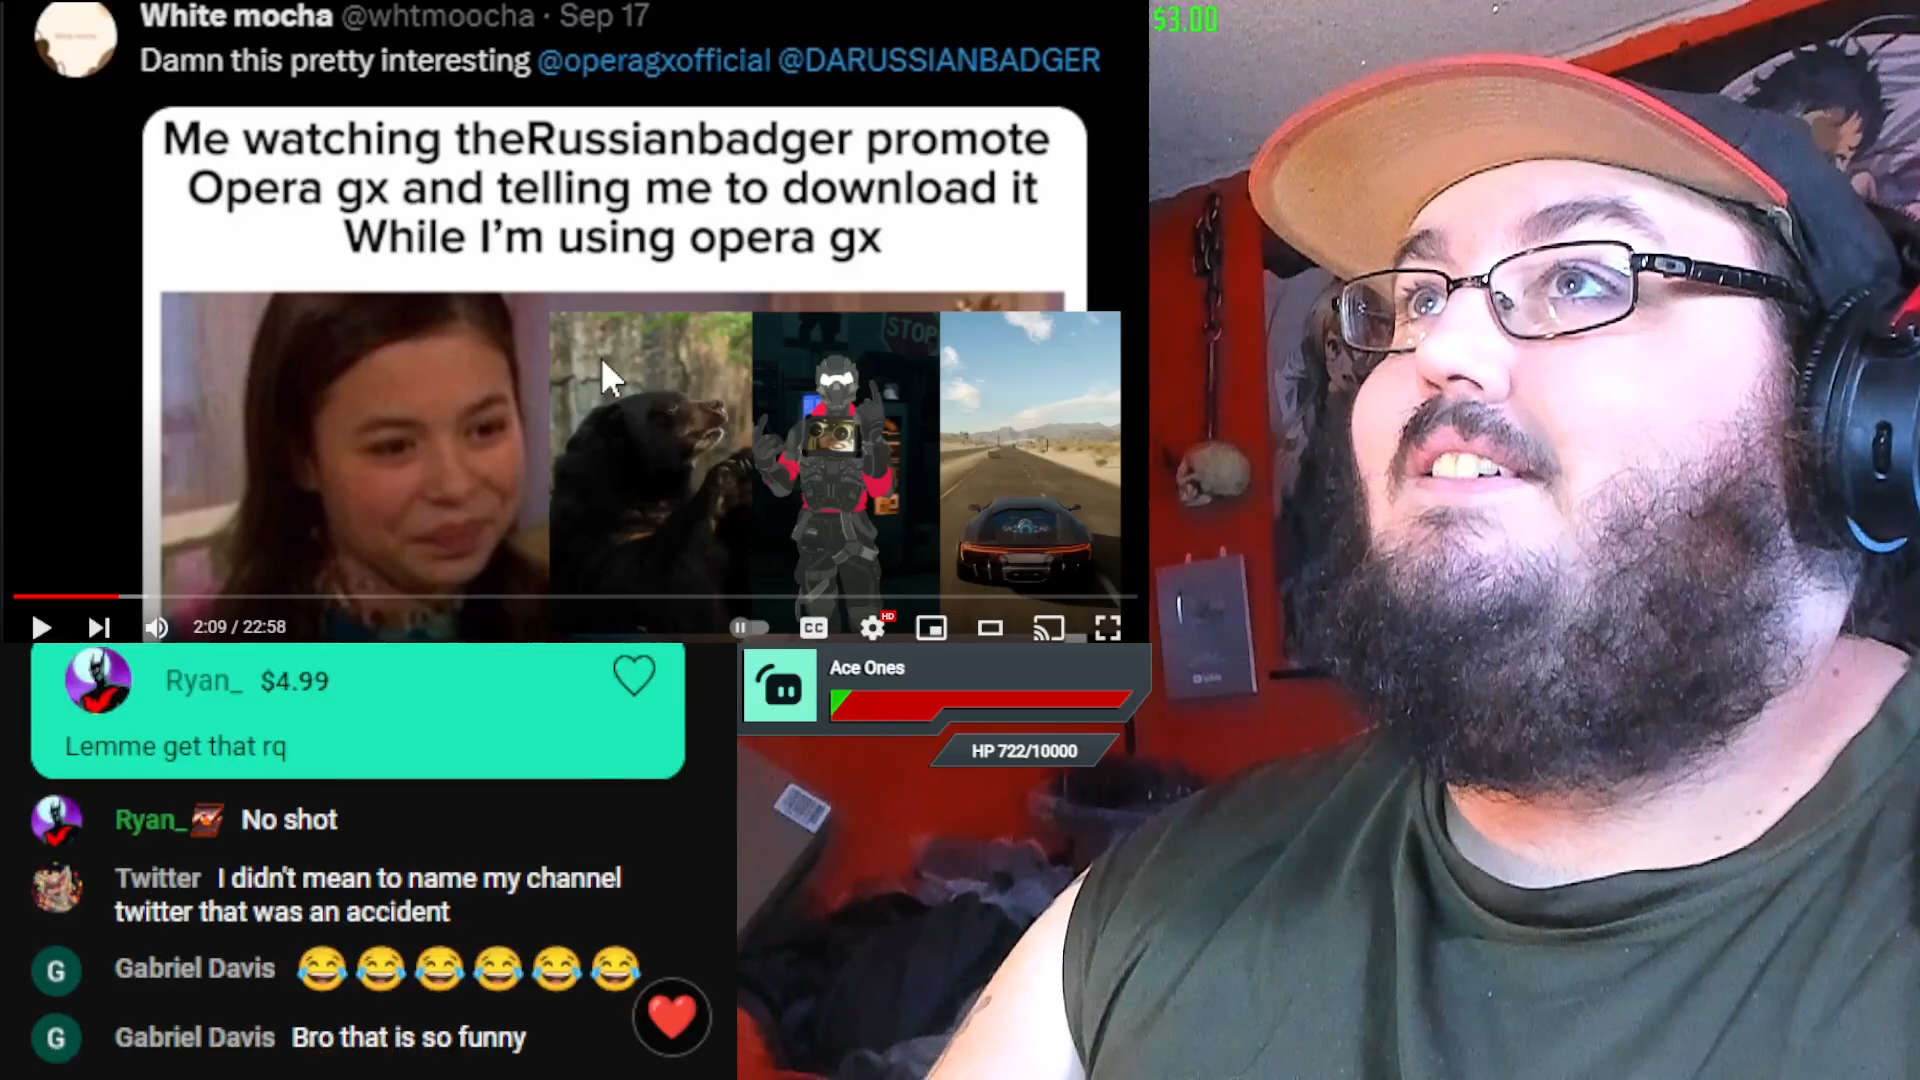 White mocha @whtmoocha · Sep 17
Damn this pretty interesting @operagxofficial @DARUSSIANBADGER
Me watching theRussianbadger promote
Opera gx and telling me to download it
While I'm using opera gx
STOP
2:09 / 22:58
CC
HD
Ryan_ $4.99
Lemme get that rq
Ryan_ No shot
Twitter I didn't mean to name my channel
twitter that was an accident
G Gabriel Davis 😂😂😂😂😂😂
G Gabriel Davis Bro that is so funny
$3.00
Ace Ones
HP 722/10000